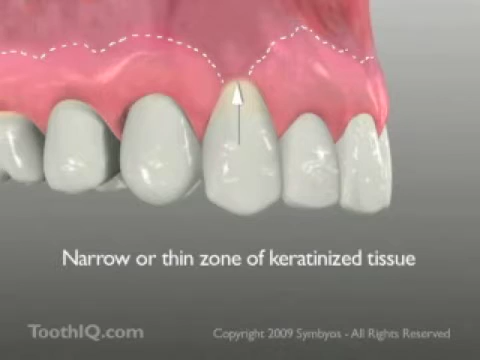 Narrow or thin zone of keratinized tissue
ToothIQ.com
Copyright 2009 Symbyos - All Rights Reserved